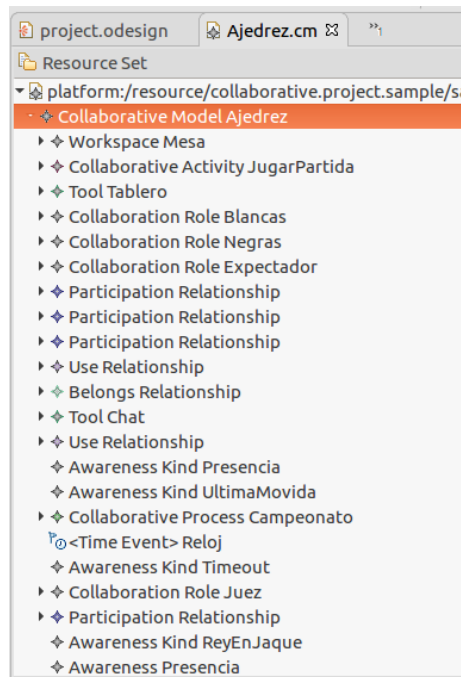 project.odesign Ajedrez.cm »1
Resource Set
platform:/resource/collaborative.project.sample/sa
Collaborative Model Ajedrez
Workspace Mesa
Collaborative Activity JugarPartida
Tool Tablero
Collaboration Role Blancas
Collaboration Role Negras
Collaboration Role Expectador
Participation Relationship
Participation Relationship
Participation Relationship
Use Relationship
Belongs Relationship
Tool Chat
Use Relationship
Awareness Kind Presencia
Awareness Kind UltimaMovida
Collaborative Process Campeonato
<Time Event> Reloj
Awareness Kind Timeout
Collaboration Role Juez
Participation Relationship
Awareness Kind ReyEnJaque
Awareness Presencia